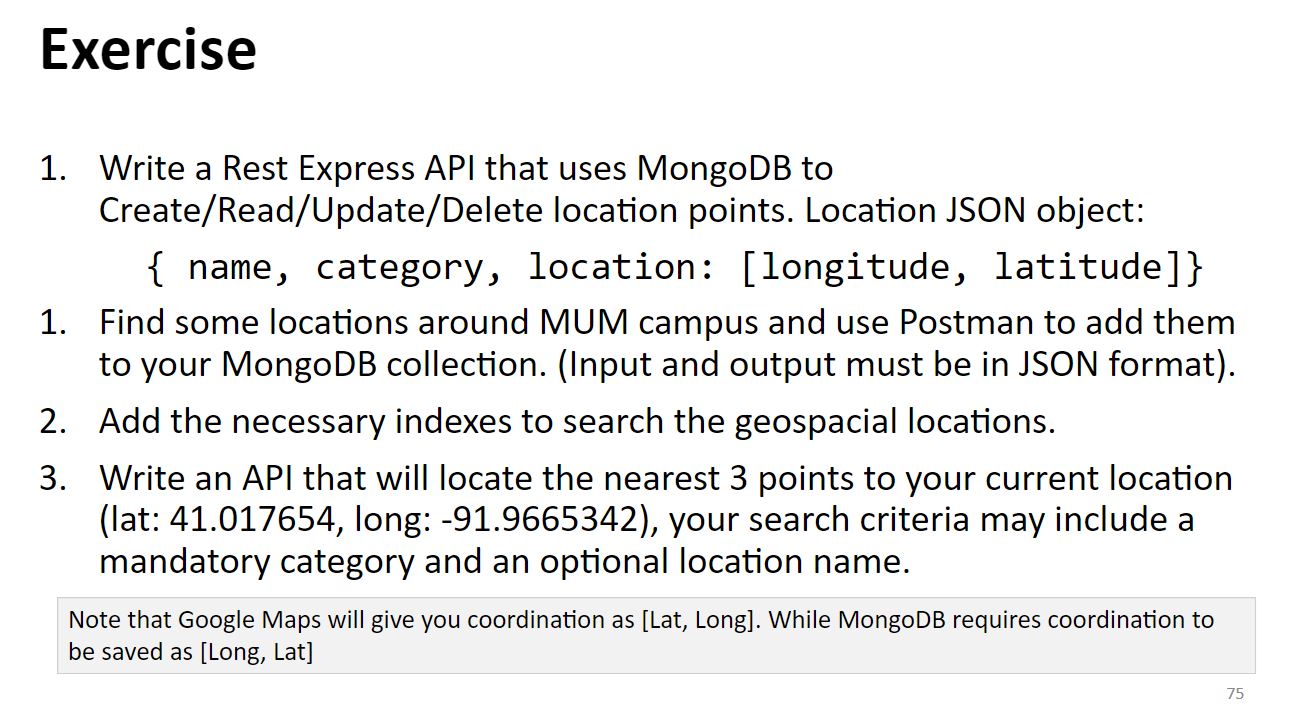 Exercise
1. Write a Rest Express API that uses MongoDB to
Create/Read/Update/Delete location points. Location JSON object:
{ name, category, location: [longitude, latitude]}
1. Find some locations around MUM campus and use Postman to add them
to your MongoDB collection. (Input and output must be in JSON format).
2. Add the necessary indexes to search the geospacial locations.
3. Write an API that will locate the nearest 3 points to your current location
(lat: 41.017654, long: -91.9665342), your search criteria may include a
mandatory category and an optional location name.
Note that Google Maps will give you coordination as [Lat, Long]. While MongoDB requires coordination to
be saved as [Long, Lat]
75